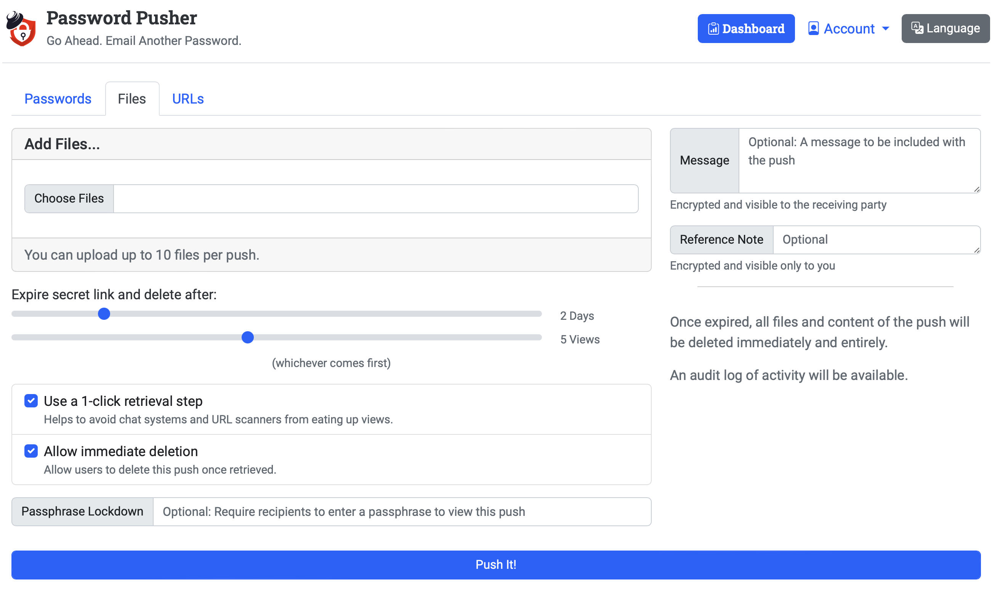 Password Pusher
Go Ahead. Email Another Password.
Dashboard
Account
Language
Passwords
Files
URLs
Add Files...
Choose Files
You can upload up to 10 files per push.
Expire secret link and delete after:
2 Days
5 Views
(whichever comes first)
Use a 1-click retrieval step
Helps to avoid chat systems and URL scanners from eating up views.
Allow immediate deletion
Allow users to delete this push once retrieved.
Passphrase Lockdown
Optional: Require recipients to enter a passphrase to view this push
Message
Optional: A message to be included with
the push
Encrypted and visible to the receiving party
Reference Note
Optional
Encrypted and visible only to you
Once expired, all files and content of the push will
be deleted immediately and entirely.
An audit log of activity will be available.
Push It!